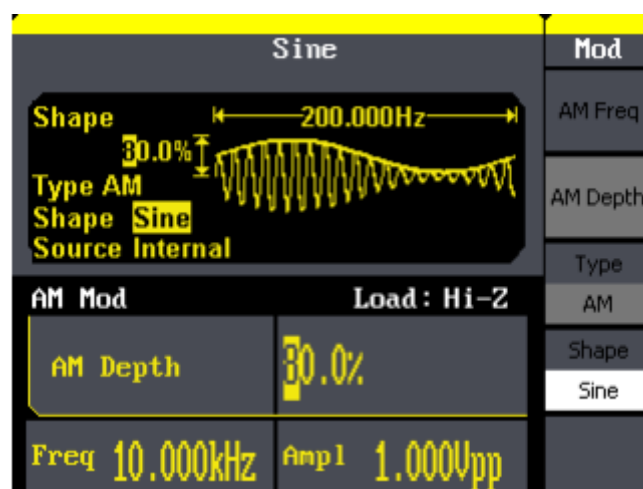 Sine
Mod
Shape
200.000Hz
80.0%
Type AM
Shape Sine
Source Internal
AM Freq
AM Depth
Type
AM
Shape
Sine
AM Mod
Load: Hi-Z
AM Depth
80.0%
Freq 10.000kHz
Ampl 1.000Vpp